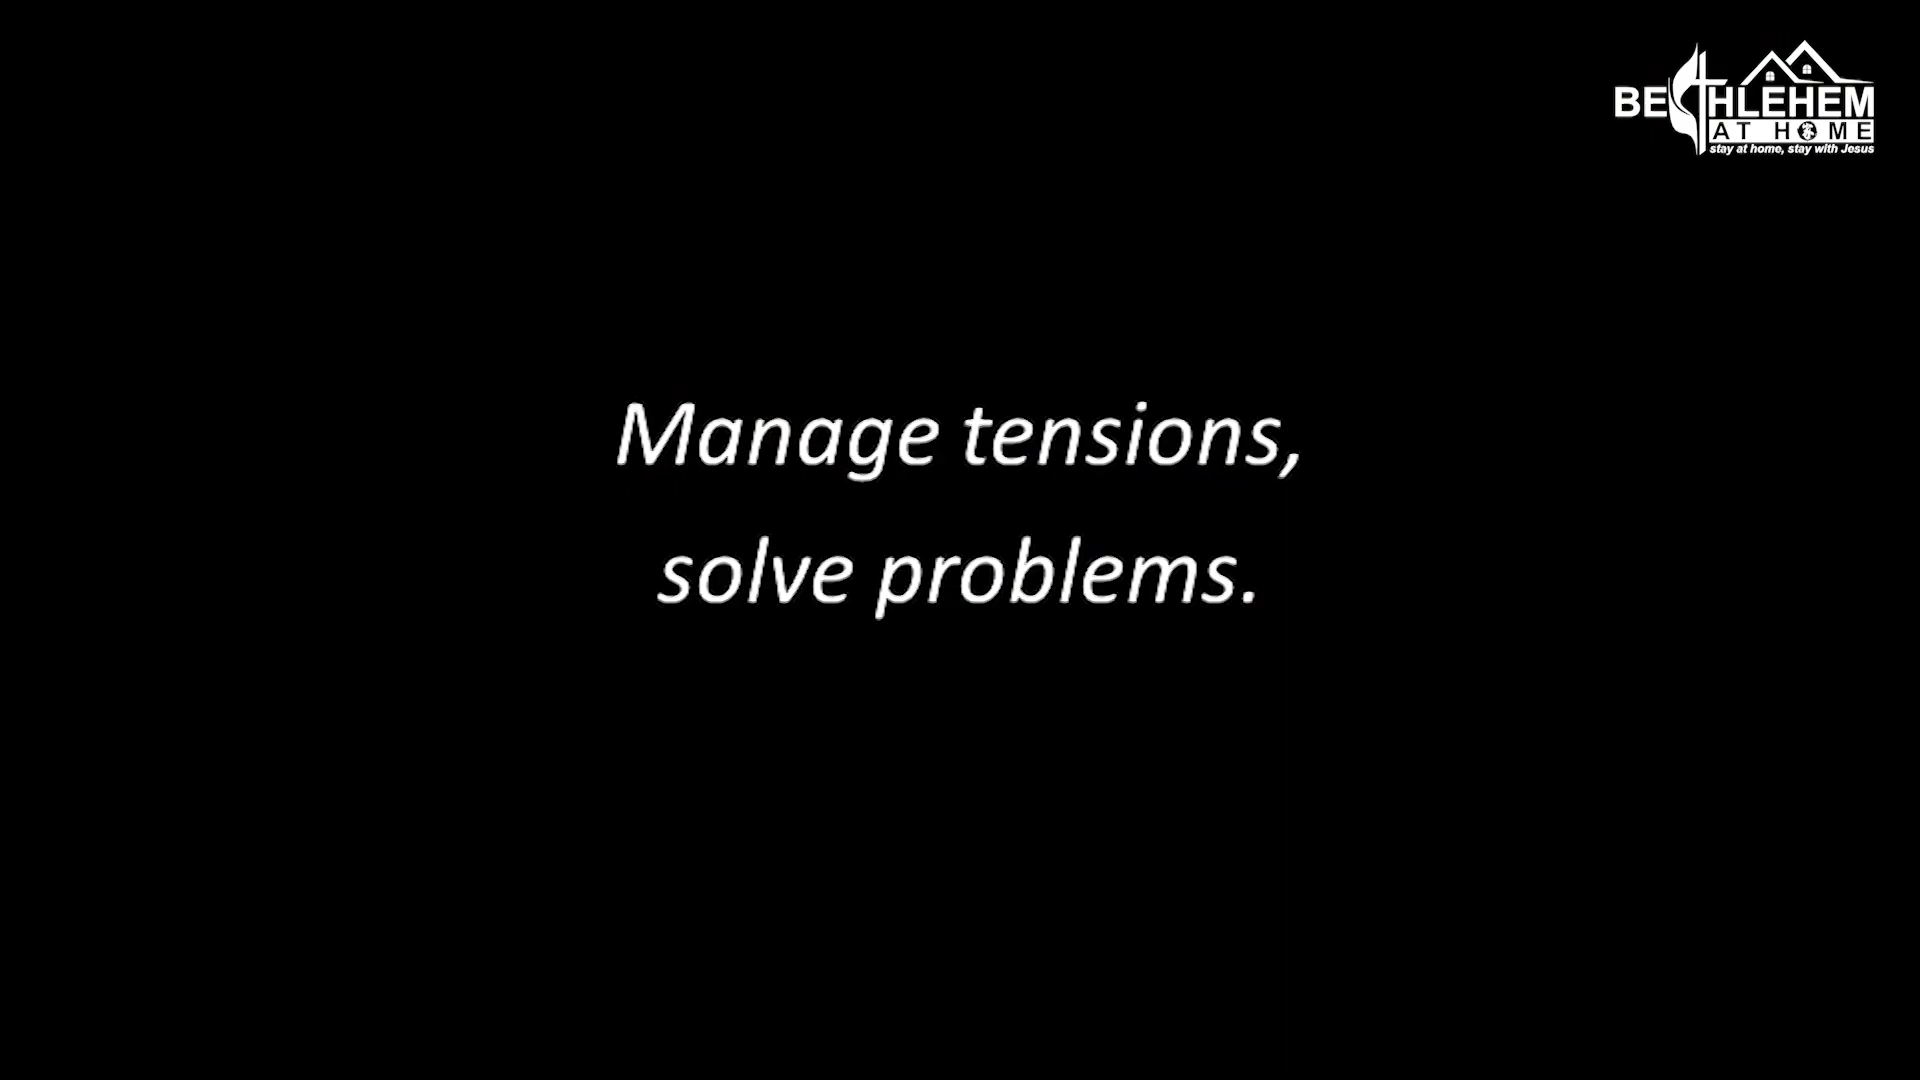 BETHLEHEM
AT HOME
stay at home, stay with Jesus
Manage tensions,
solve problems.